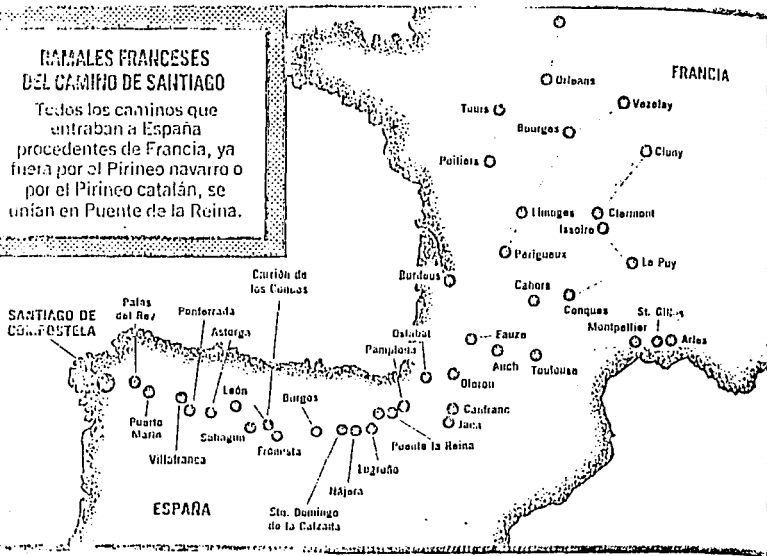 RAMALES FRANCESES
DEL CAMINO DE SANTIAGO
Todos los caminos que
entraban a España
procedentes de Francia, ya
fuera por el Pirineo navarro o
por el Pirineo catalán, se
unían en Puente de la Reina.
FRANCIA
Orleans
Tours
Vezelay
Bourges
Cluny
Poitiers
Limoges
Clermont
Issoire
Périgueux
Le Puy
Burdeos
Cahors
Conques
St. Gilles
Montpellier
Arles
Eauze
Auch
Toulouse
Ostabat
Pamplona
Oloron
Canfranc
Jaca
Puente la Reina
Carrión de
los Condes
SANTIAGO DE
COMPOSTELA
Palas
del Rey
Ponferrada
Astorga
León
Burgos
Puerto
Marin
Villafranca
Sahagún
Frómista
Logroño
Nájera
Sto. Domingo
de la Calzada
ESPAÑA